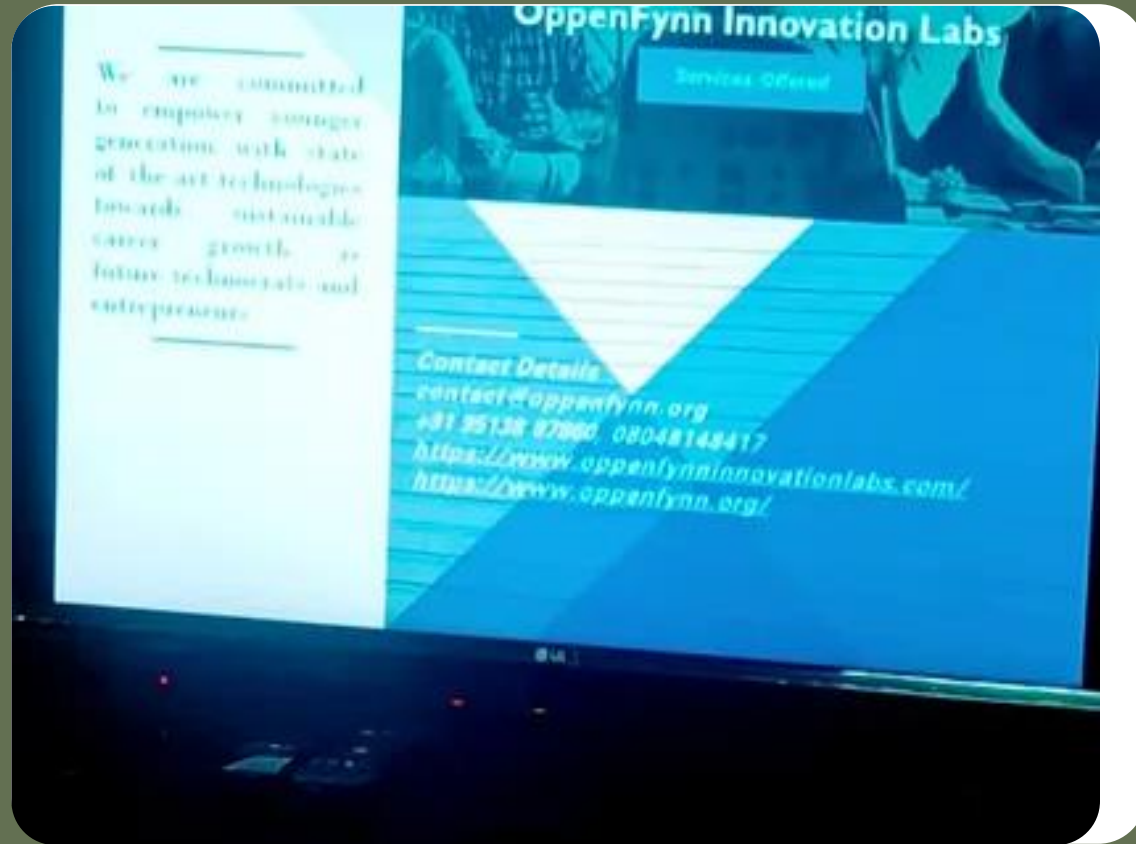 OppenFynn Innovation Labs
Services Offered
We are committed
to empower younger
generation with state
of the art technologies
towards sustainable
career growth as
future technocrats and
entrepreneurs
Contact Details
contact@oppenfynn.org
+91 95138 87860, 08048148417
https://www.oppenfynninnovationlabs.com/
https://www.oppenfynn.org/
LG